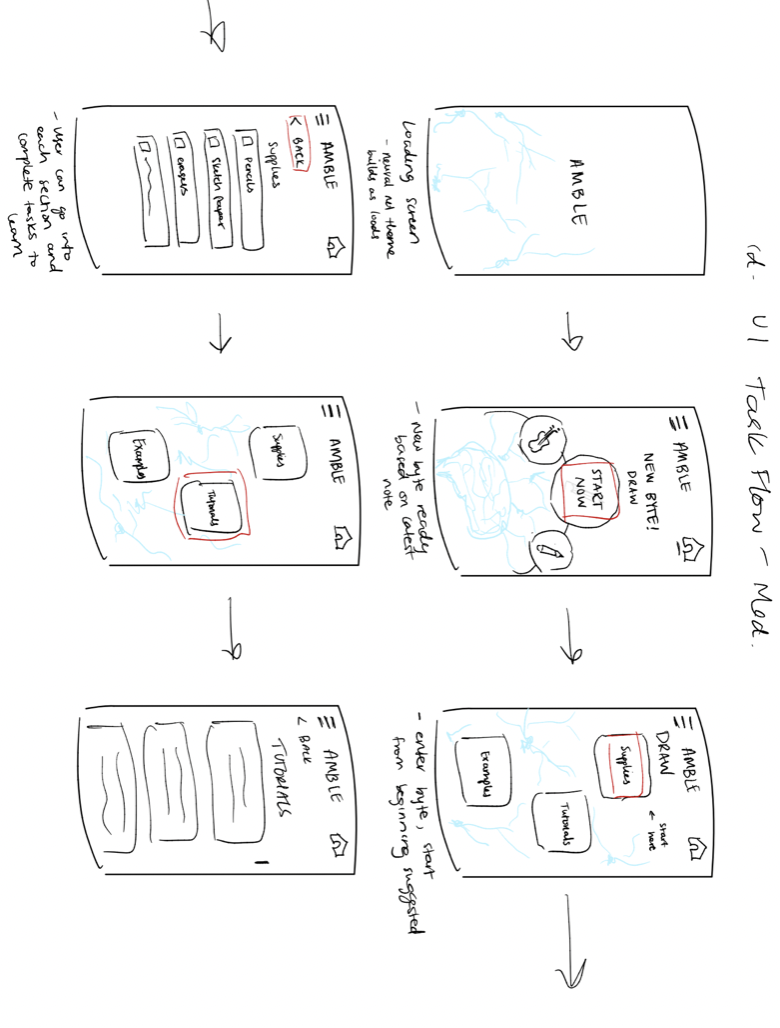 rd. UI Task Flow - Med.
AMBLE
Loading screen
- neural net theme
builds as loads
AMBLE
NEW BYTE!
DRAW
START
NOW
- New byte ready
based on latest
note
AMBLE
DRAW
Supplies
← start
here
Tutorials
Examples
- enter byte, start
from beginning suggested
AMBLE
< BACK
Supplies
Pencils
Sketch paper
erasers
- User can go into
each section and
complete tasks to
learn
AMBLE
Supplies
Tutorials
Examples
AMBLE
< BACK
TUTORIALS